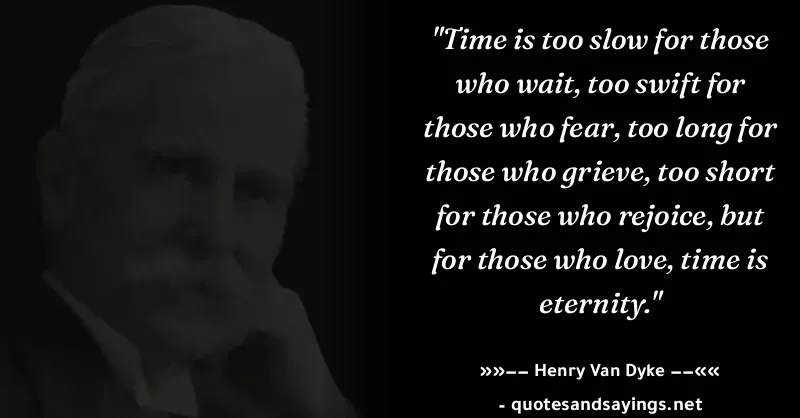 "Time is too slow for those
who wait, too swift for
those who fear, too long for
those who grieve, too short
for those who rejoice, but
for those who love, time is
eternity."
»»−− Henry Van Dyke −−««
- quotesandsayings.net